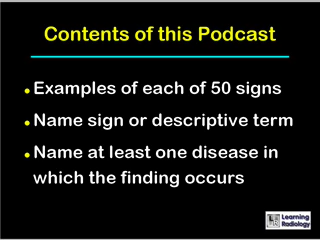 Contents of this Podcast
Examples of each of 50 signs
Name sign or descriptive term
Name at least one disease in
which the finding occurs
Learning
Radiology